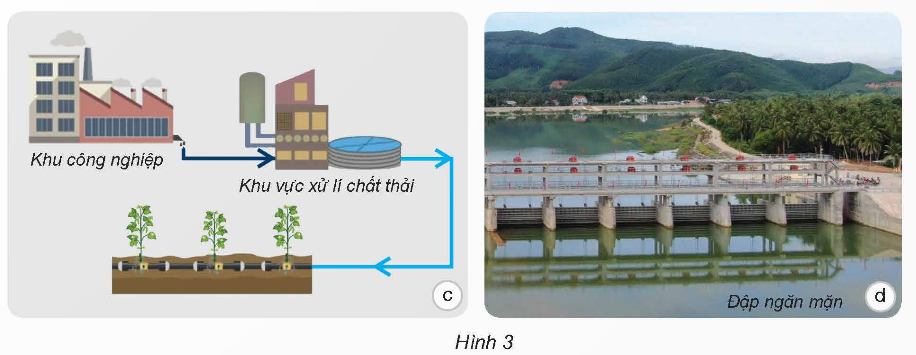 Khu công nghiệp
Khu vực xử lí chất thải
c
Đập ngăn mặn
d
Hình 3